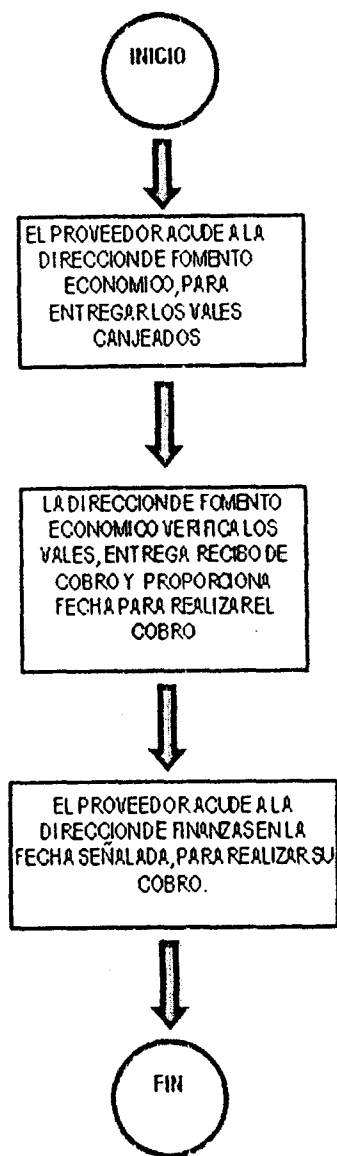 INICIO
EL PROVEEDOR ACUDE A LA
DIRECCION DE FOMENTO
ECONOMICO, PARA
ENTREGAR LOS VALES
CANJEADOS
LA DIRECCION DE FOMENTO
ECONOMICO VERIFICA LOS
VALES, ENTREGA RECIBO DE
COBRO Y PROPORCIONA
FECHA PARA REALIZAR EL
COBRO
EL PROVEEDOR ACUDE A LA
DIRECCION DE FINANZAS EN LA
FECHA SEÑALADA, PARA REALIZAR SU
COBRO.
FIN